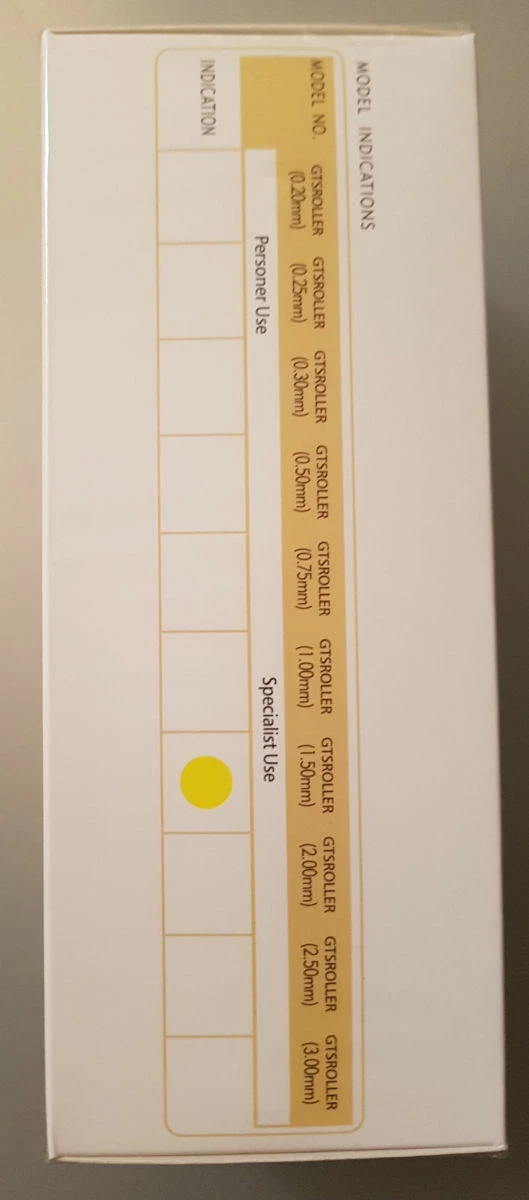 MODEL INDICATIONS
MODEL NO.
GTSROLLER
(0.20mm)
GTSROLLER
(0.25mm)
GTSROLLER
(0.30mm)
GTSROLLER
(0.50mm)
GTSROLLER
(0.75mm)
GTSROLLER
(1.00mm)
GTSROLLER
(1.50mm)
GTSROLLER
(2.00mm)
GTSROLLER
(2.50mm)
GTSROLLER
(3.00mm)
Personer Use
Specialist Use
INDICATION